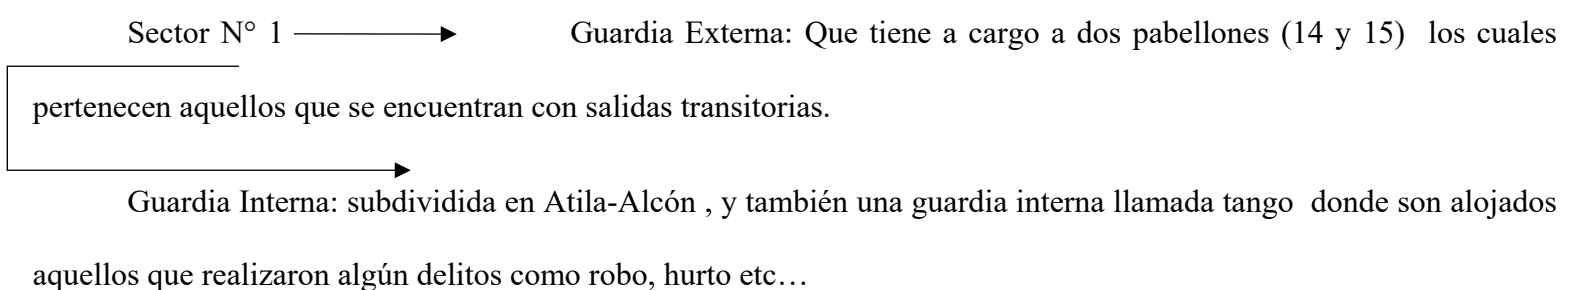 Sector N° 1 Guardia Externa: Que tiene a cargo a dos pabellones (14 y 15) los cuales
pertenecen aquellos que se encuentran con salidas transitorias.
Guardia Interna: subdividida en Atila-Alcón , y también una guardia interna llamada tango donde son alojados
aquellos que realizaron algún delitos como robo, hurto etc…